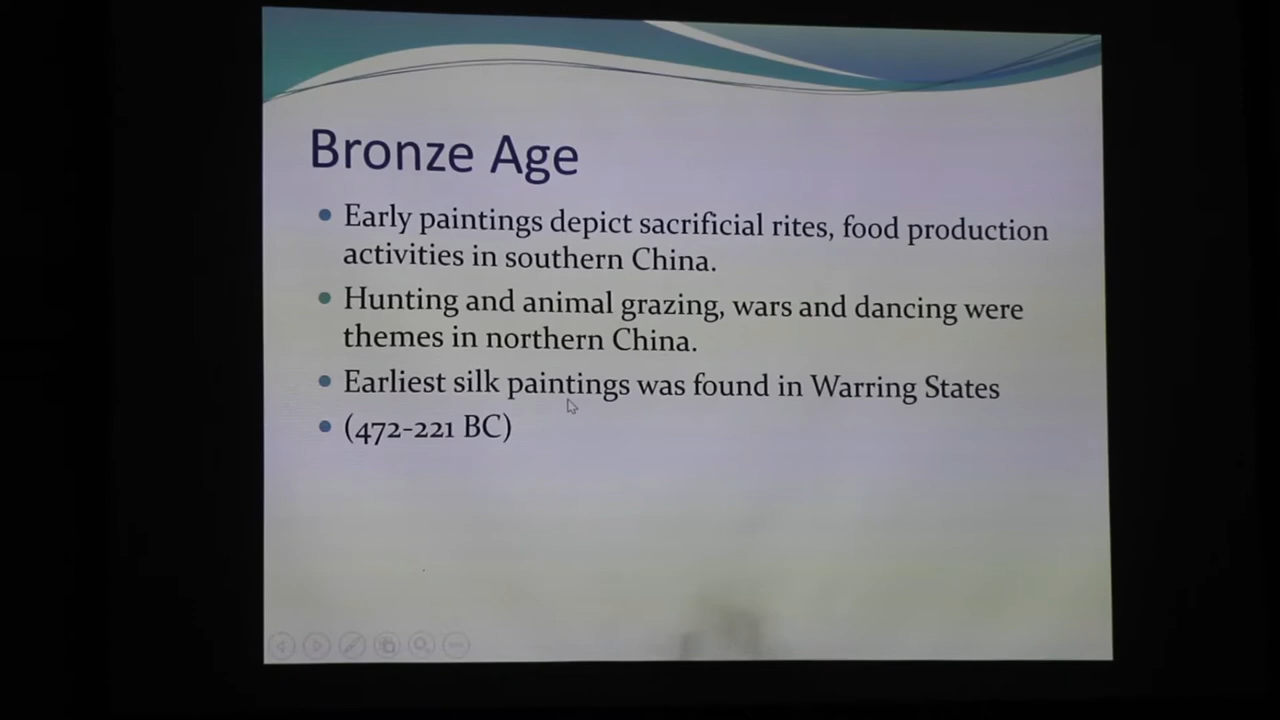 Bronze Age
• Early paintings depict sacrificial rites, food production
activities in southern China.
• Hunting and animal grazing, wars and dancing were
themes in northern China.
• Earliest silk paintings was found in Warring States
• (472-221 BC)